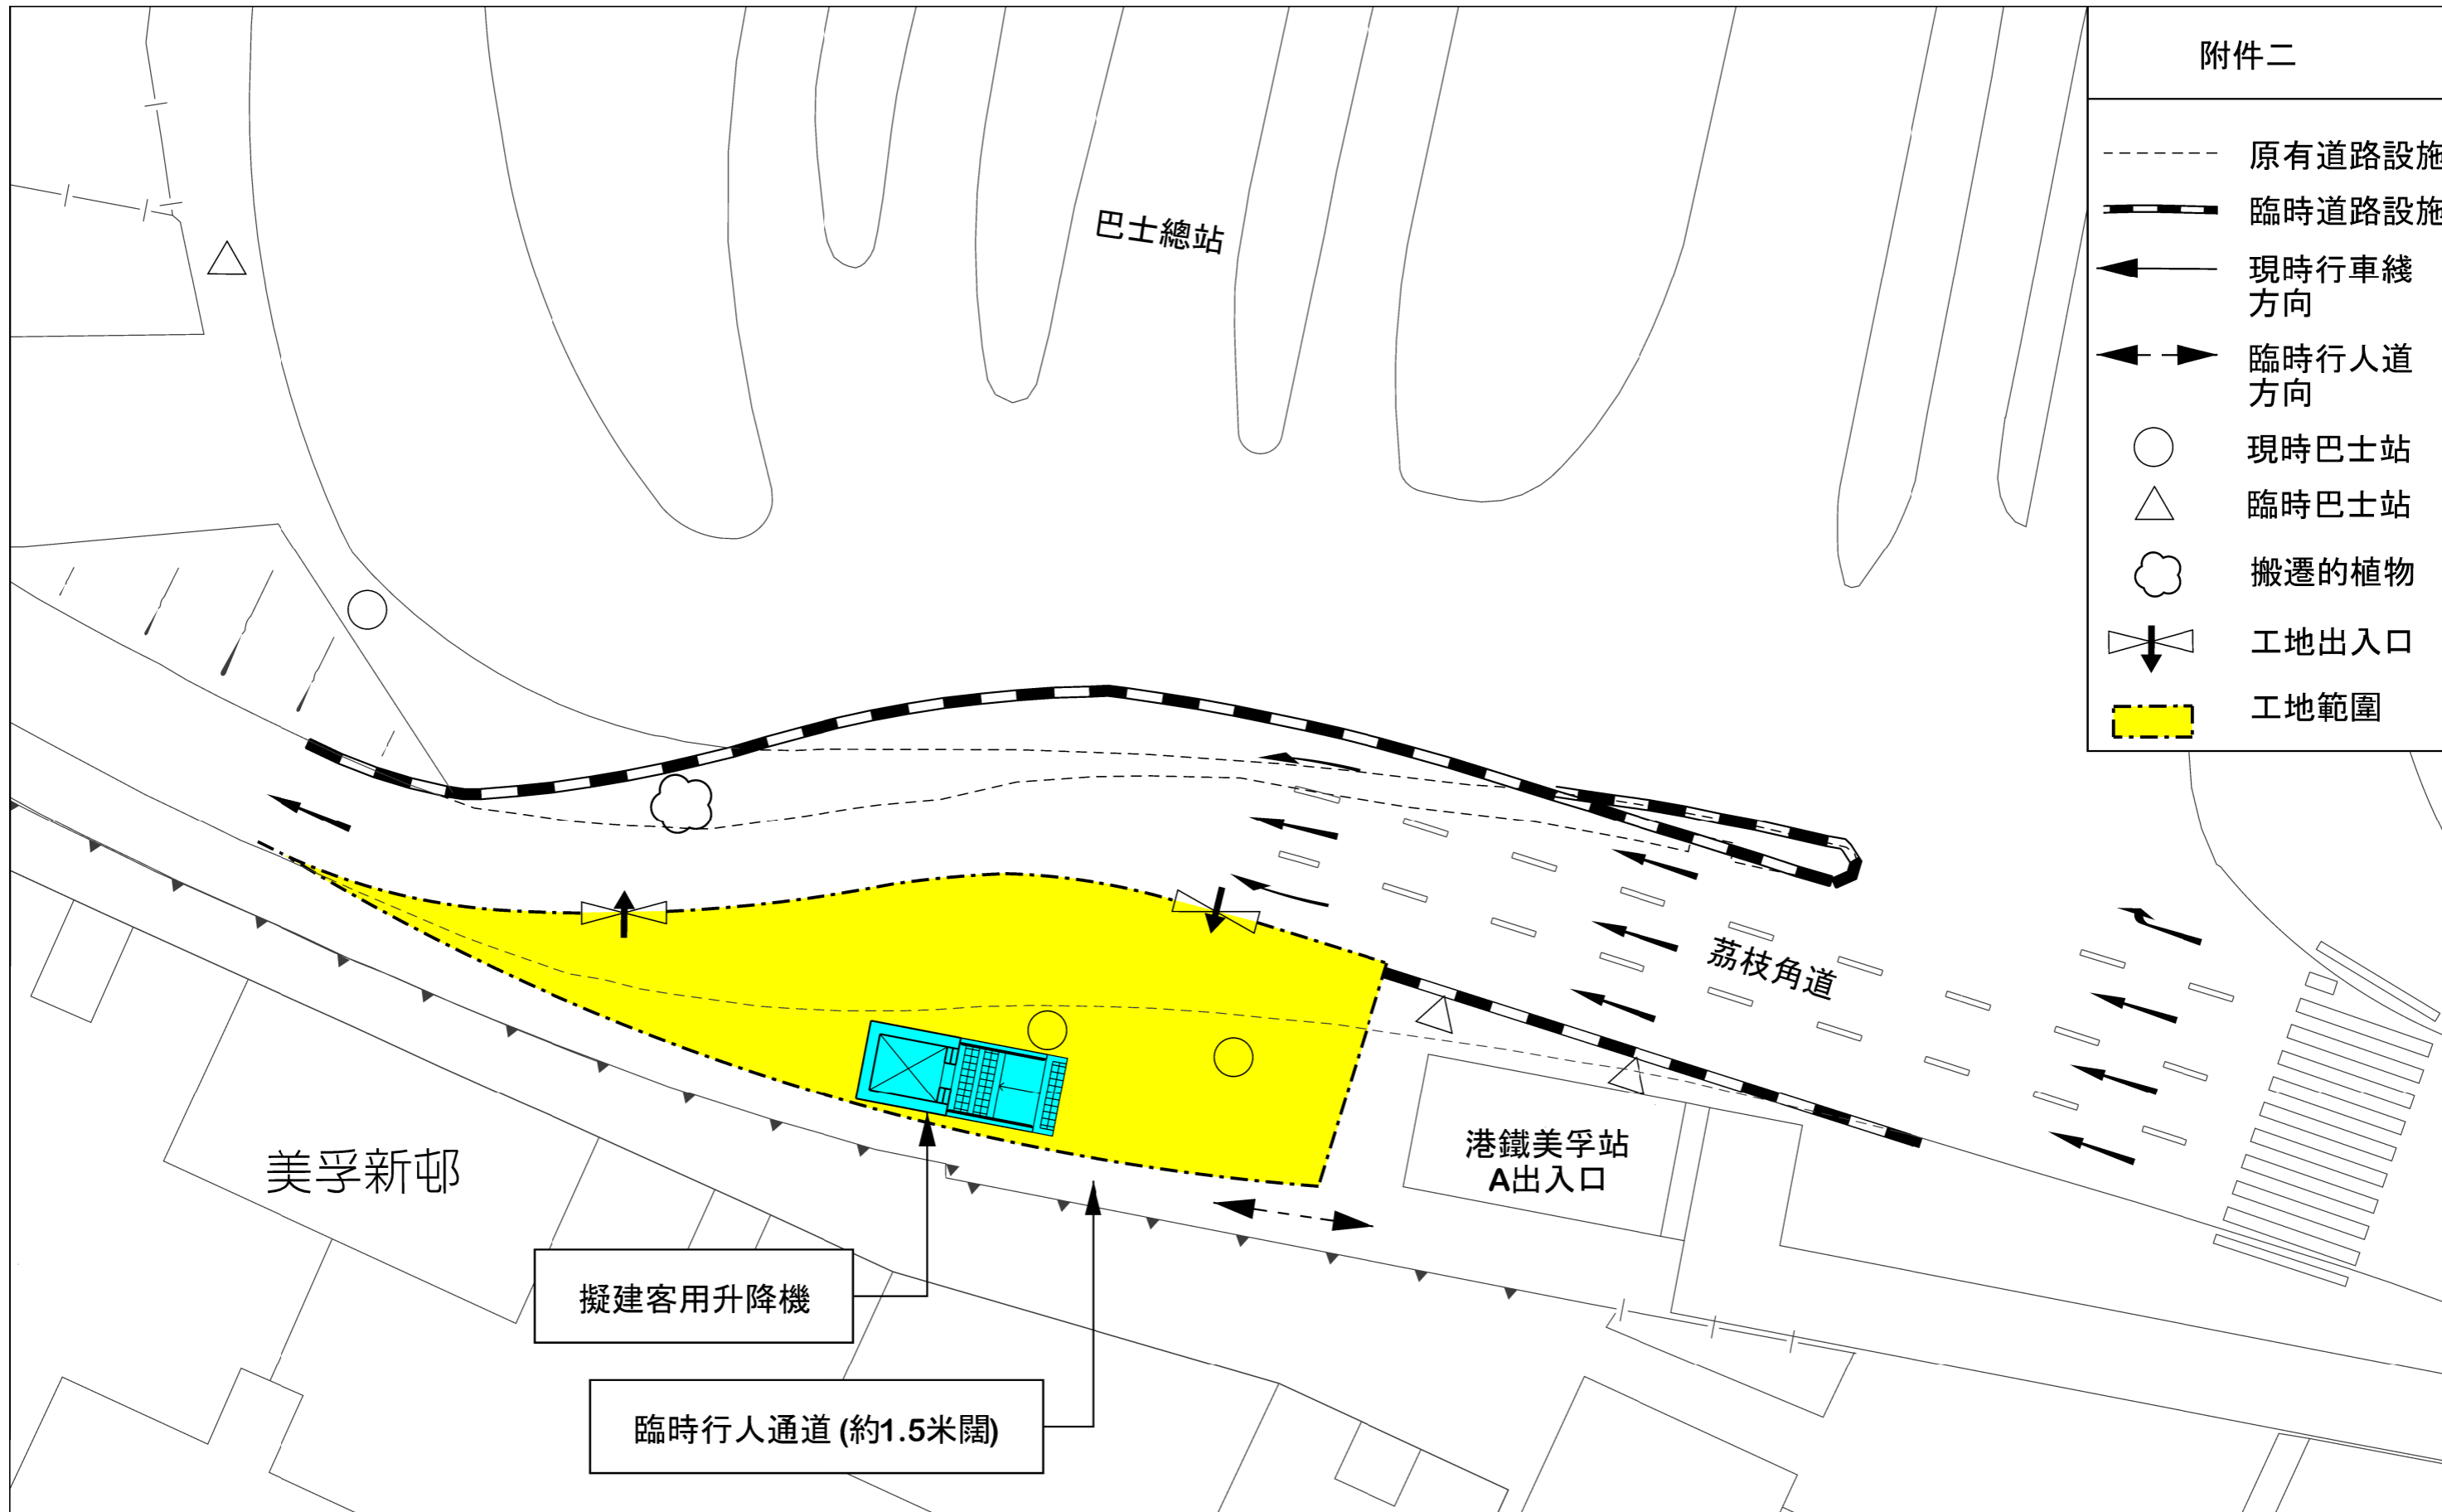 附件二
原有道路設施
臨時道路設施
現時行車綫
方向
臨時行人道
方向
現時巴士站
臨時巴士站
搬遷的植物
工地出入口
工地範圍
巴士總站
荔枝角道
港鐵美孚站
A出入口
美孚新邨
擬建客用升降機
臨時行人通道 (約1.5米闊)